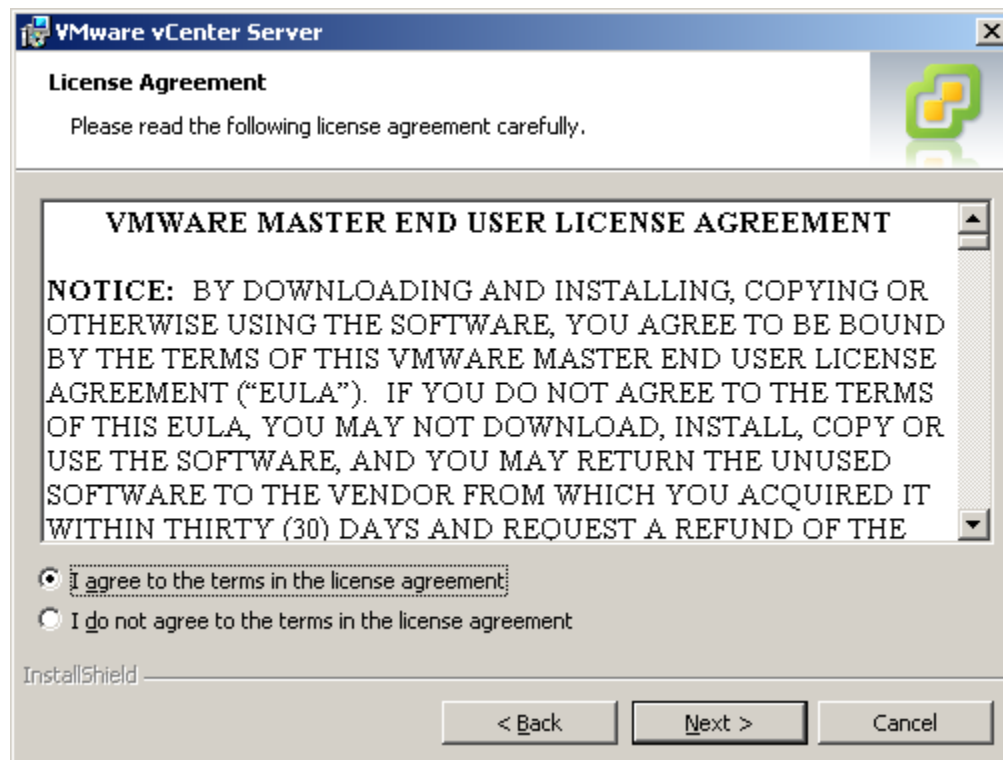 VMware vCenter Server
License Agreement
Please read the following license agreement carefully.
VMWARE MASTER END USER LICENSE AGREEMENT
NOTICE:  BY DOWNLOADING AND INSTALLING, COPYING OR
OTHERWISE USING THE SOFTWARE, YOU AGREE TO BE BOUND
BY THE TERMS OF THIS VMWARE MASTER END USER LICENSE
AGREEMENT (“EULA”).  IF YOU DO NOT AGREE TO THE TERMS
OF THIS EULA, YOU MAY NOT DOWNLOAD, INSTALL, COPY OR
USE THE SOFTWARE, AND YOU MAY RETURN THE UNUSED
SOFTWARE TO THE VENDOR FROM WHICH YOU ACQUIRED IT
WITHIN THIRTY (30) DAYS AND REQUEST A REFUND OF THE
I agree to the terms in the license agreement
I do not agree to the terms in the license agreement
InstallShield
< Back
Next >
Cancel